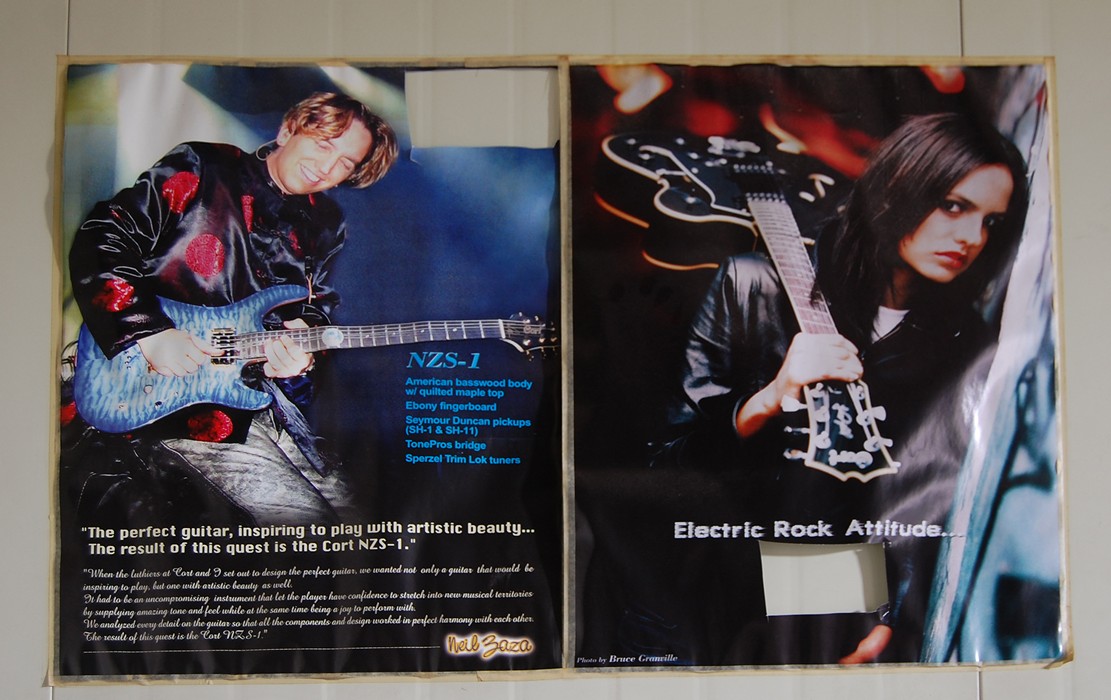 NZS-1
American basswood body
w/ quilted maple top
Ebony fingerboard
Seymour Duncan pickups
(SH-1 & SH-11)
TonePros bridge
Sperzel Trim Lok tuners
"The perfect guitar, inspiring to play with artistic beauty...
The result of this quest is the Cort NZS-1."
"When the luthiers at Cort and I set out to design the perfect guitar, we wanted not only a guitar that would be
inspiring to play, but one with artistic beauty as well.
It had to be an uncompromising instrument that let the player have confidence to stretch into new musical territories
by supplying amazing tone and feel while at the same time being a joy to perform with.
We analyzed every detail on the guitar so that all the components and design worked in perfect harmony with each other.
The result of this quest is the Cort NZS-1."
Neil Zaza
Electric Rock Attitude...
Photo by Bruce Granville